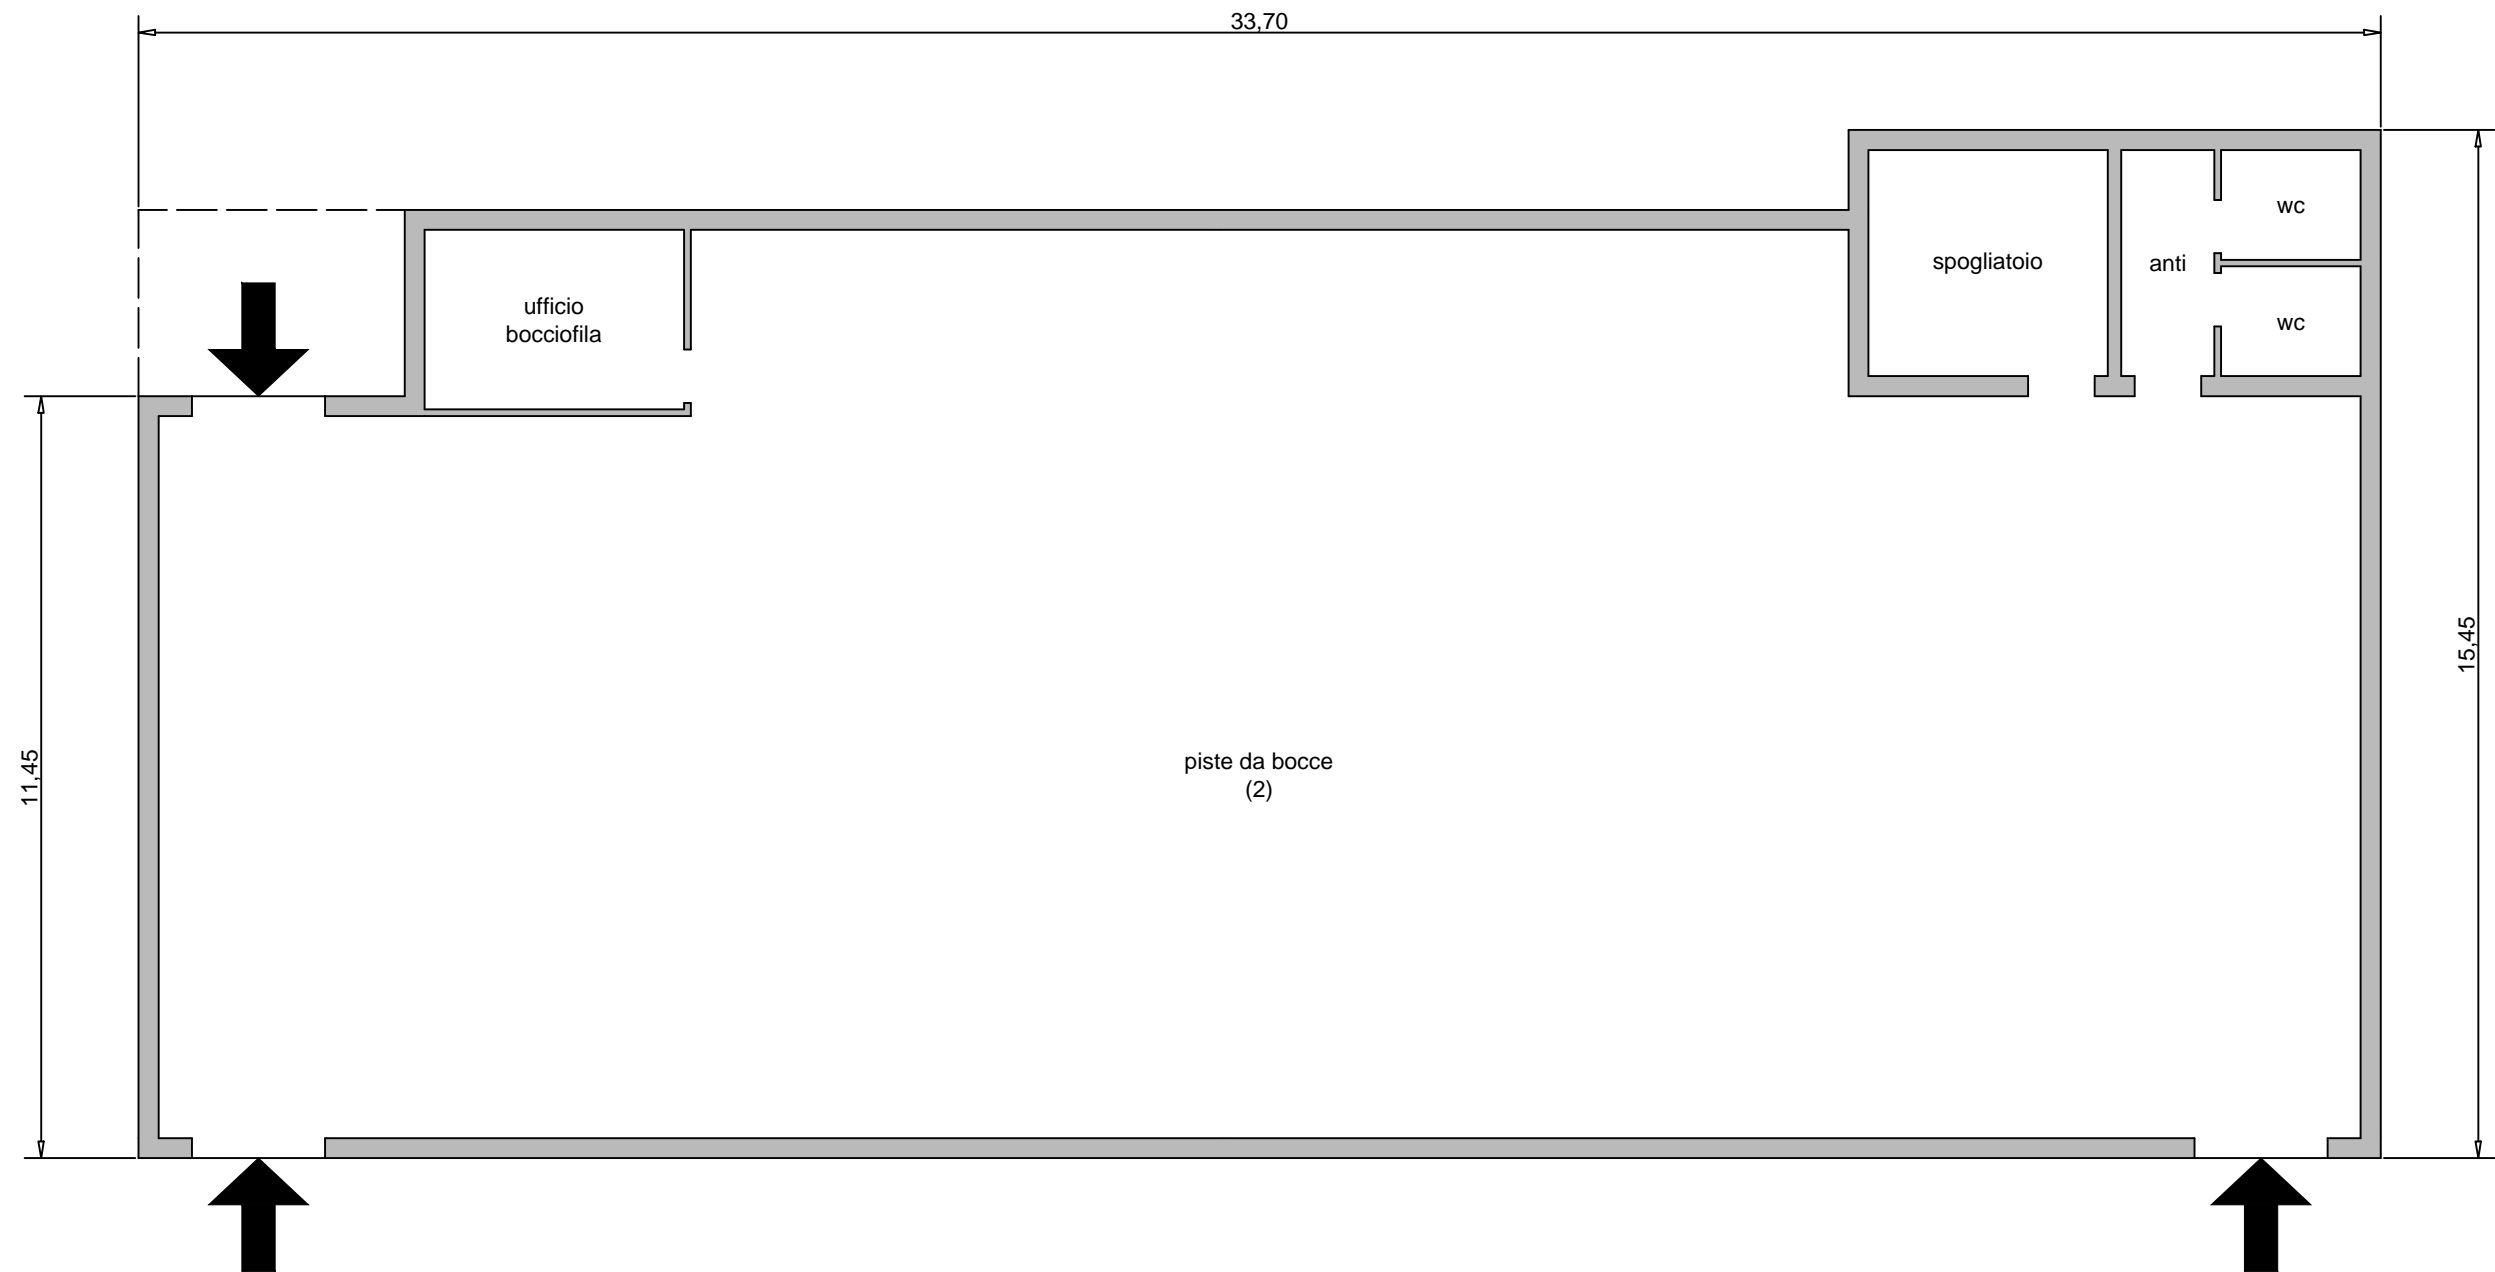 33,70
wc
spogliatoio
anti
ufficio
bocciofila
wc
15,45
11,45
piste da bocce
(2)